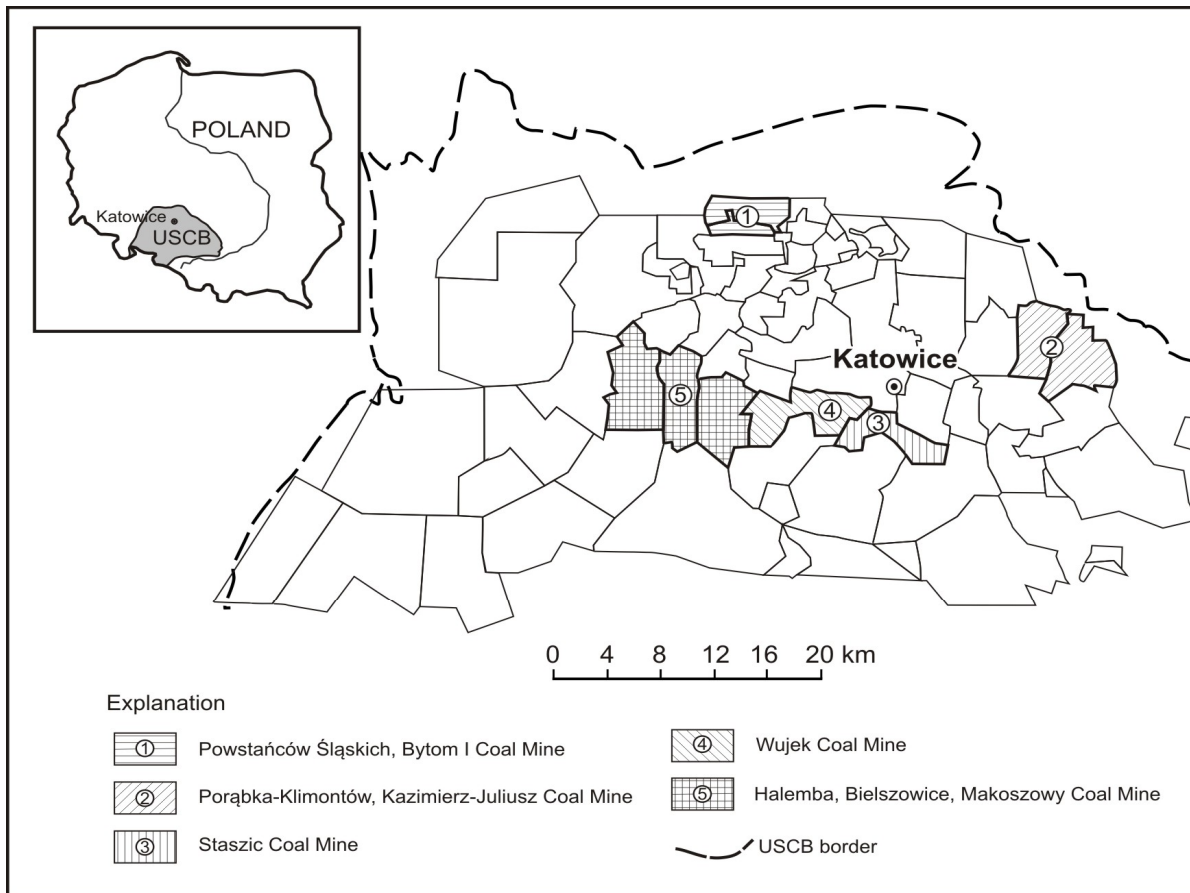 POLAND
Katowice
USCB
1
2
Katowice
5
4
3
0 4 8 12 16 20 km
Explanation
1 Powstańców Śląskich, Bytom I Coal Mine
2 Porąbka-Klimontów, Kazimierz-Juliusz Coal Mine
3 Staszic Coal Mine
4 Wujek Coal Mine
5 Halemba, Bielszowice, Makoszowy Coal Mine
USCB border